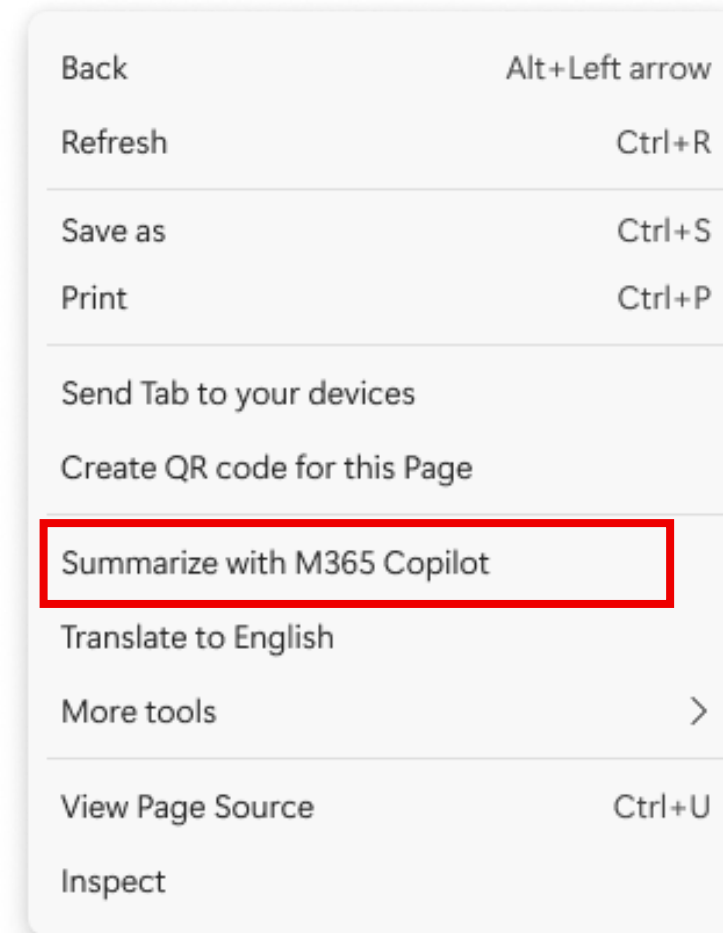 Back Alt+Left arrow
Refresh Ctrl+R
Save as Ctrl+S
Print Ctrl+P
Send Tab to your devices
Create QR code for this Page
Summarize with M365 Copilot
Translate to English
More tools
View Page Source Ctrl+U
Inspect